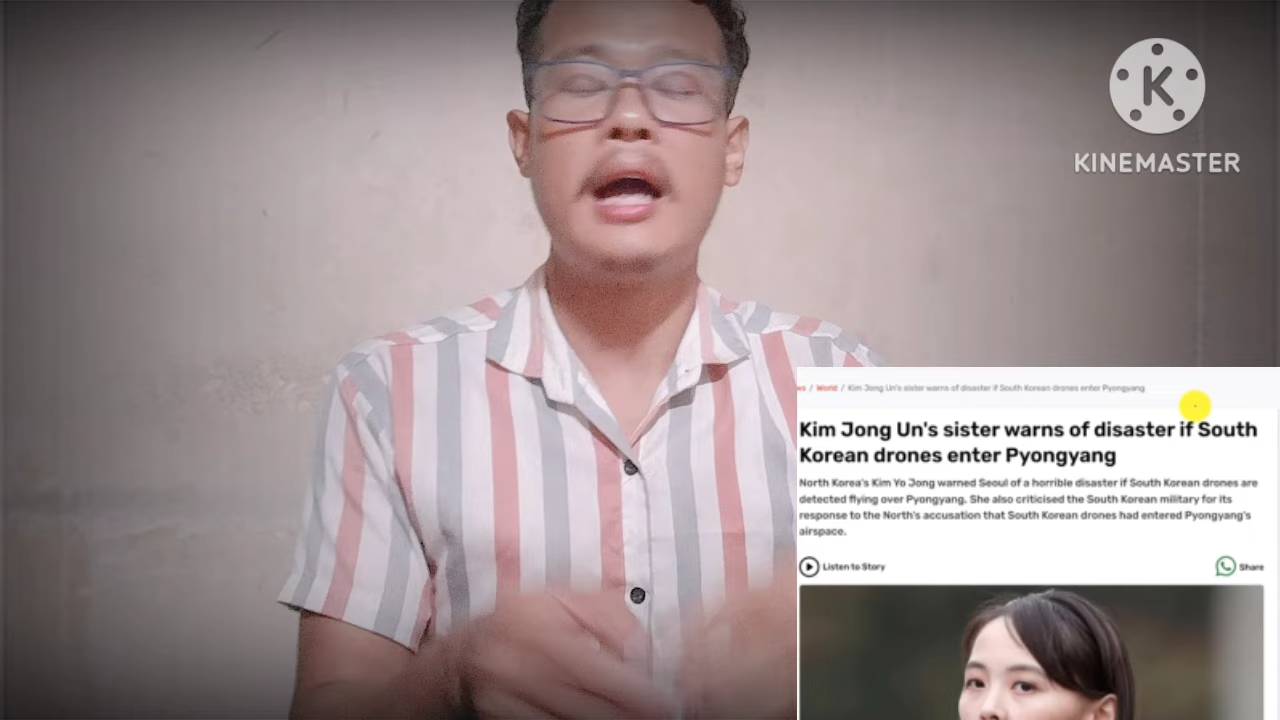 K
KINEMASTER
ws / World / Kim Jong Un's sister warns of disaster if South Korean drones enter Pyongyang
Kim Jong Un's sister warns of disaster if South
Korean drones enter Pyongyang
North Korea's Kim Yo Jong warned Seoul of a horrible disaster if South Korean drones are
detected flying over Pyongyang. She also criticised the South Korean military for its
response to the North's accusation that South Korean drones had entered Pyongyang's
airspace.
Listen to Story
Share